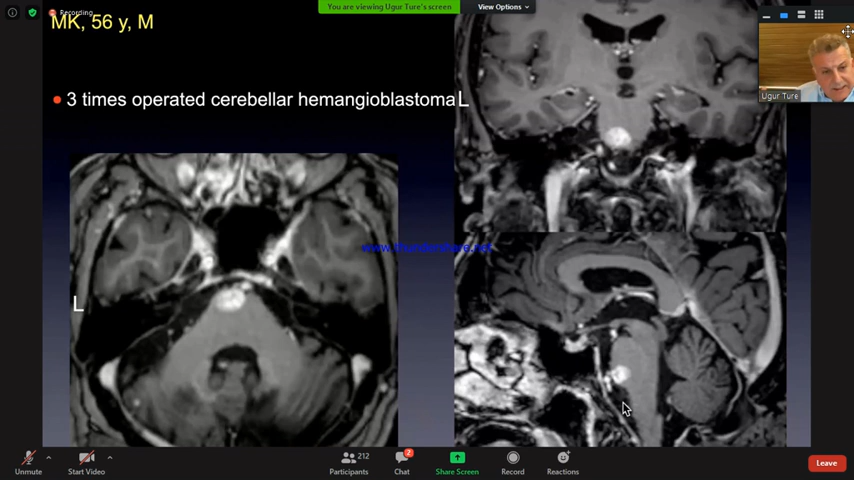 You are viewing Ugur Ture's screen
View Options
Recording
MK, 56 y, M
Ugur Ture
3 times operated cerebellar hemangioblastoma
L
www.thundershare.net
L
Unmute
Start Video
Participants
212
Chat
2
Share Screen
Record
Reactions
Leave